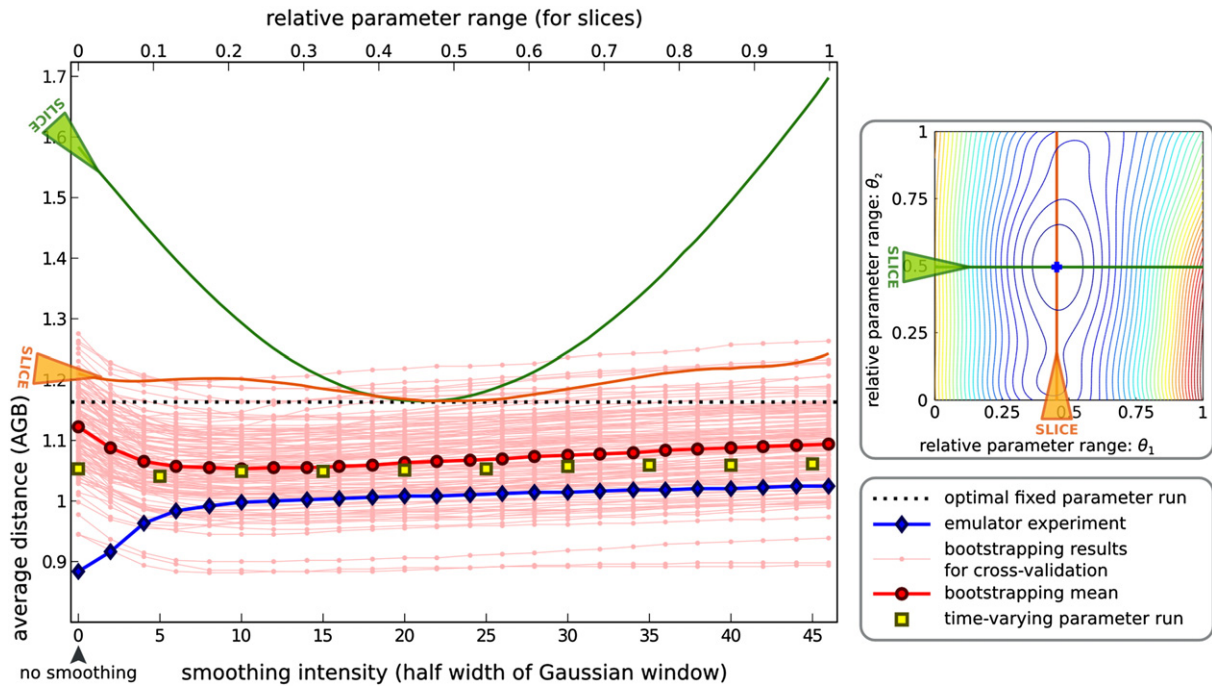 relative parameter range (for slices)
0 0.1 0.2 0.3 0.4 0.5 0.6 0.7 0.8 0.9 1
average distance (AGB)
1.7
1.6
1.5
1.4
1.3
1.2
1.1
1
0.9
SLICE
SLICE
0 5 10 15 20 25 30 35 40 45
no smoothing
smoothing intensity (half width of Gaussian window)
relative parameter range: θ2
1
0.75
0.5
0.25
0
SLICE
0 0.25 0.5 0.75 1
SLICE
relative parameter range: θ1
optimal fixed parameter run
emulator experiment
bootstrapping results
for cross-validation
bootstrapping mean
time-varying parameter run